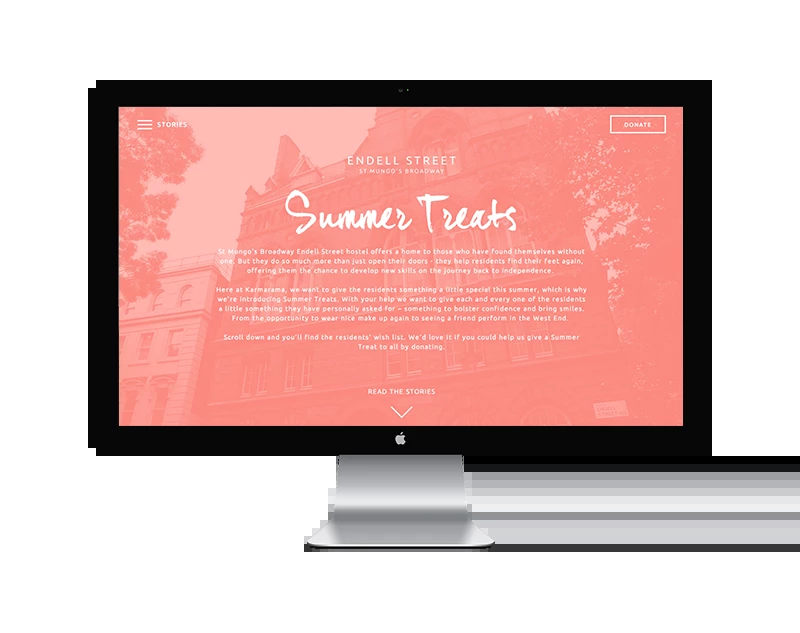 STORIES
DONATE
ENDELL STREET
ST MUNGO'S BROADWAY
Summer Treats
St Mungo's Broadway Endell Street hostel offers a home to those who have found themselves without
one. But they do so much more than just open their doors - they help residents find their feet again,
offering them the chance to develop new skills on the journey back to independence.
Here at Karmarama, we want to give the residents something a little special this summer, which is why
we're introducing Summer Treats. With your help we want to give each and every one of the residents
a little something they have personally asked for – something to bolster confidence and bring smiles.
From the opportunity to wear nice make up again to seeing a friend perform in the West End.
Scroll down and you'll find the residents' wish list. We'd love it if you could help us give a Summer
Treat to all by donating.
READ THE STORIES